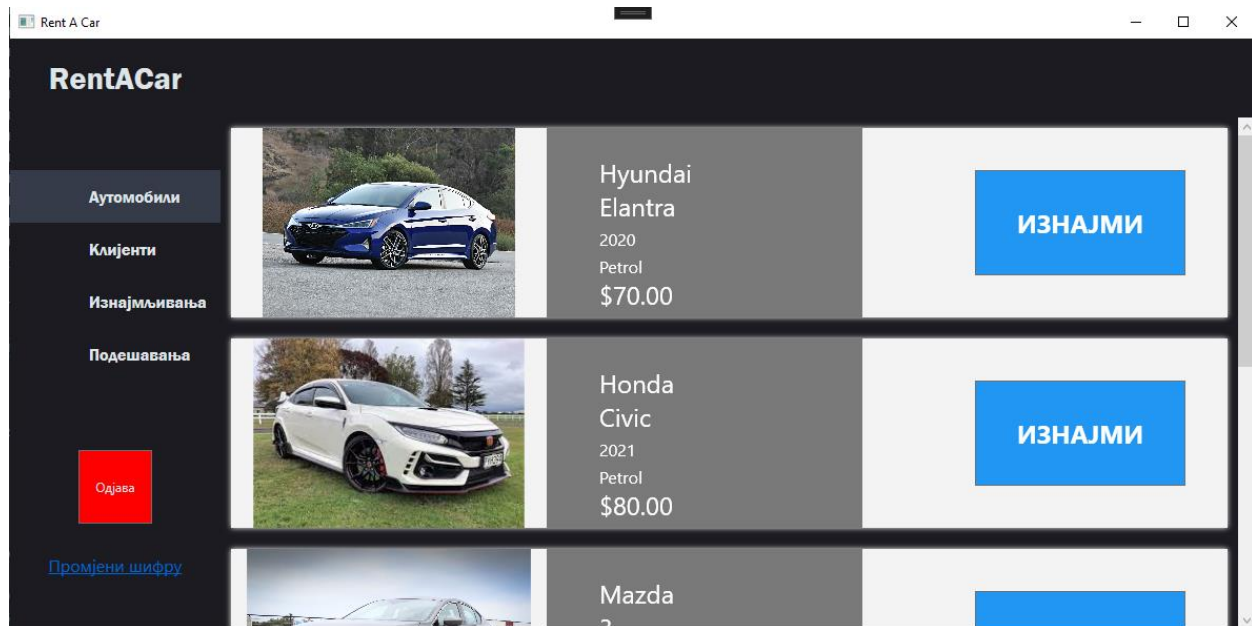 Rent A Car
RentACar
Аутомобили
Клијенти
Изнајмљивања
Подешавања
Одјава
Промјени шифру
Hyundai
Elantra
2020
Petrol
$70.00
ИЗНАЈМИ
Honda
Civic
2021
Petrol
$80.00
ИЗНАЈМИ
Mazda